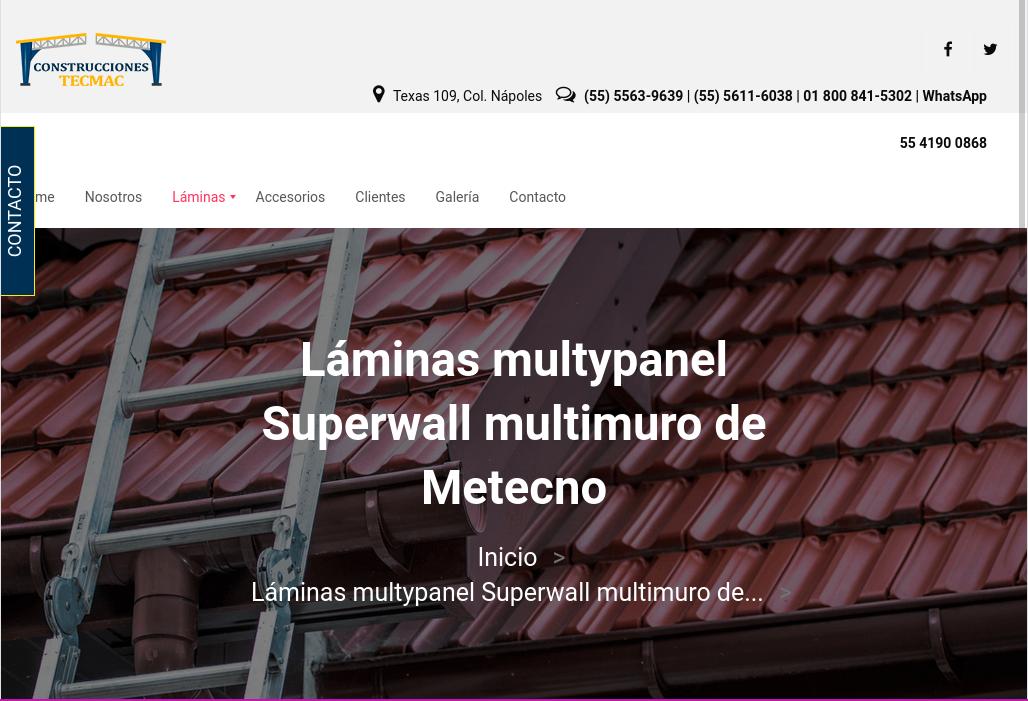 CONSTRUCCIONES
TECMAC
Texas 109, Col. Nápoles
(55) 5563-9639 | (55) 5611-6038 | 01 800 841-5302 | WhatsApp
55 4190 0868
CONTACTO
me Nosotros Láminas Accesorios Clientes Galería Contacto
Láminas multypanel
Superwall multimuro de
Metecno
Inicio >
Láminas multypanel Superwall multimuro de... >